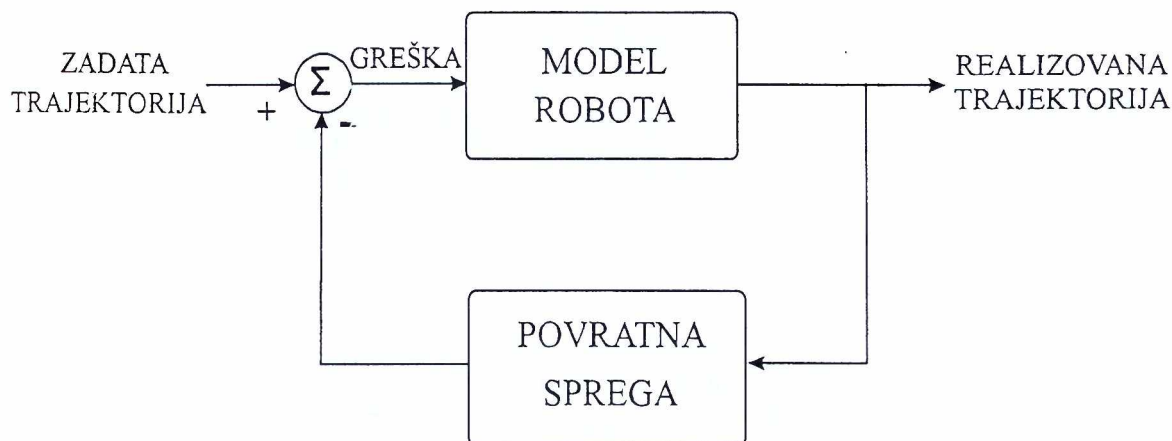 ZADATA
TRAJEKTORIJA
+
Σ
-
GREŠKA
MODEL
ROBOTA
REALIZOVANA
TRAJEKTORIJA
POVRATNA
SPREGA